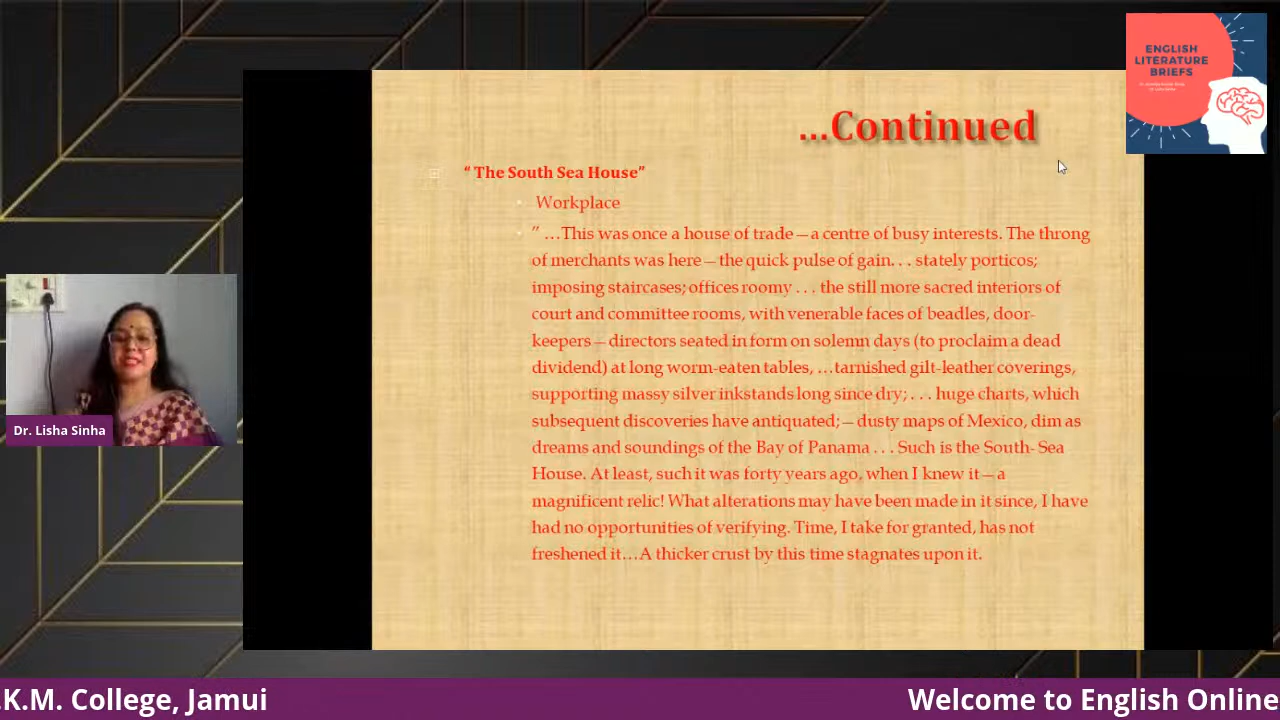 ENGLISH
LITERATURE
BRIEFS
...Continued
“ The South Sea House”
Workplace
” …This was once a house of trade—a centre of busy interests. The throng
of merchants was here—the quick pulse of gain. . . stately porticos;
imposing staircases; offices roomy . . . the still more sacred interiors of
court and committee rooms, with venerable faces of beadles, door-
keepers—directors seated in form on solemn days (to proclaim a dead
dividend) at long worm-eaten tables, …tarnished gilt-leather coverings,
supporting massy silver inkstands long since dry; . . . huge charts, which
subsequent discoveries have antiquated;—dusty maps of Mexico, dim as
dreams and soundings of the Bay of Panama . . . Such is the South- Sea
House. At least, such it was forty years ago, when I knew it—a
magnificent relic! What alterations may have been made in it since, I have
had no opportunities of verifying. Time, I take for granted, has not
freshened it…A thicker crust by this time stagnates upon it.
Dr. Lisha Sinha
.K.M. College, Jamui
Welcome to English Online